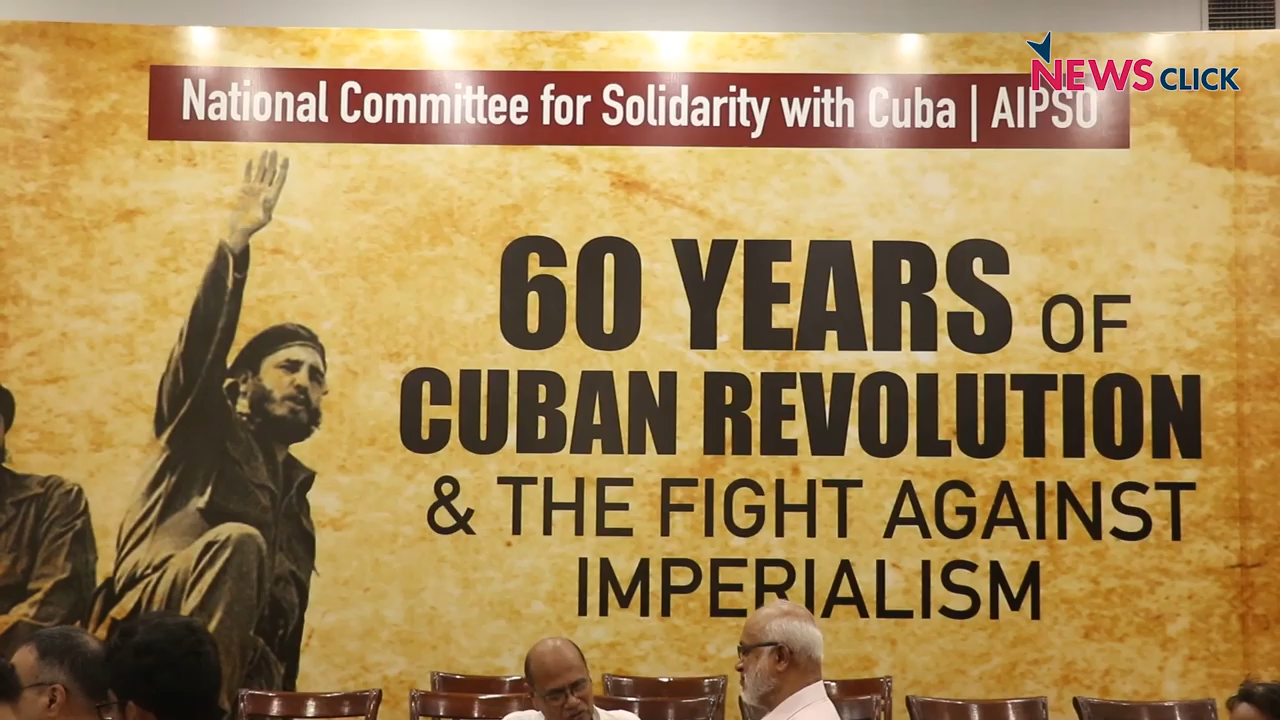 NEWSCLICK
National Committee for Solidarity with Cuba | AIPSO
60 YEARS OF
CUBAN REVOLUTION
& THE FIGHT AGAINST
IMPERIALISM